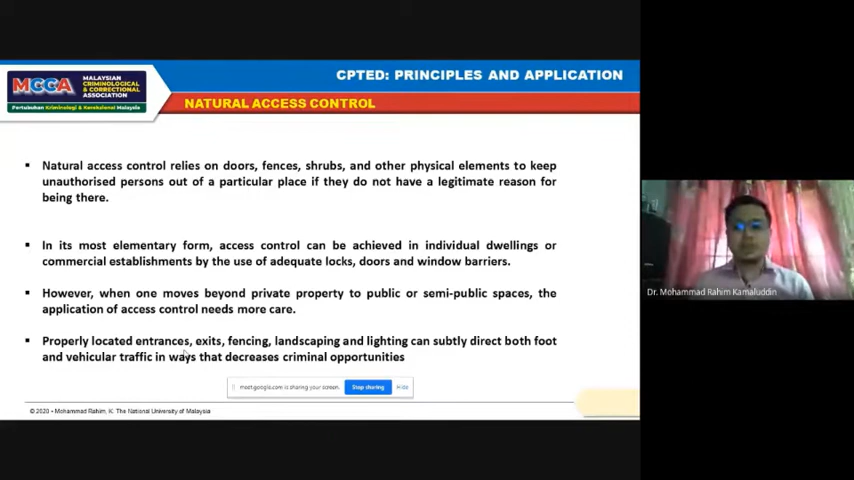 CPTED: PRINCIPLES AND APPLICATION
MCCA
MALAYSIAN
CRIMINOLOGICAL
& CORRECTIONAL
ASSOCIATION
Pertubuhan Kriminologi & Koreksional Malaysia
NATURAL ACCESS CONTROL
▪ Natural access control relies on doors, fences, shrubs, and other physical elements to keep
unauthorised persons out of a particular place if they do not have a legitimate reason for
being there.
▪ In its most elementary form, access control can be achieved in individual dwellings or
commercial establishments by the use of adequate locks, doors and window barriers.
▪ However, when one moves beyond private property to public or semi-public spaces, the
application of access control needs more care.
▪ Properly located entrances, exits, fencing, landscaping and lighting can subtly direct both foot
and vehicular traffic in ways that decreases criminal opportunities
meet.google.com is sharing your screen. Stop sharing Hide
© 2020 • Mohammad Rahim, K: The National University of Malaysia
Dr. Mohammad Rahim Kamaluddin